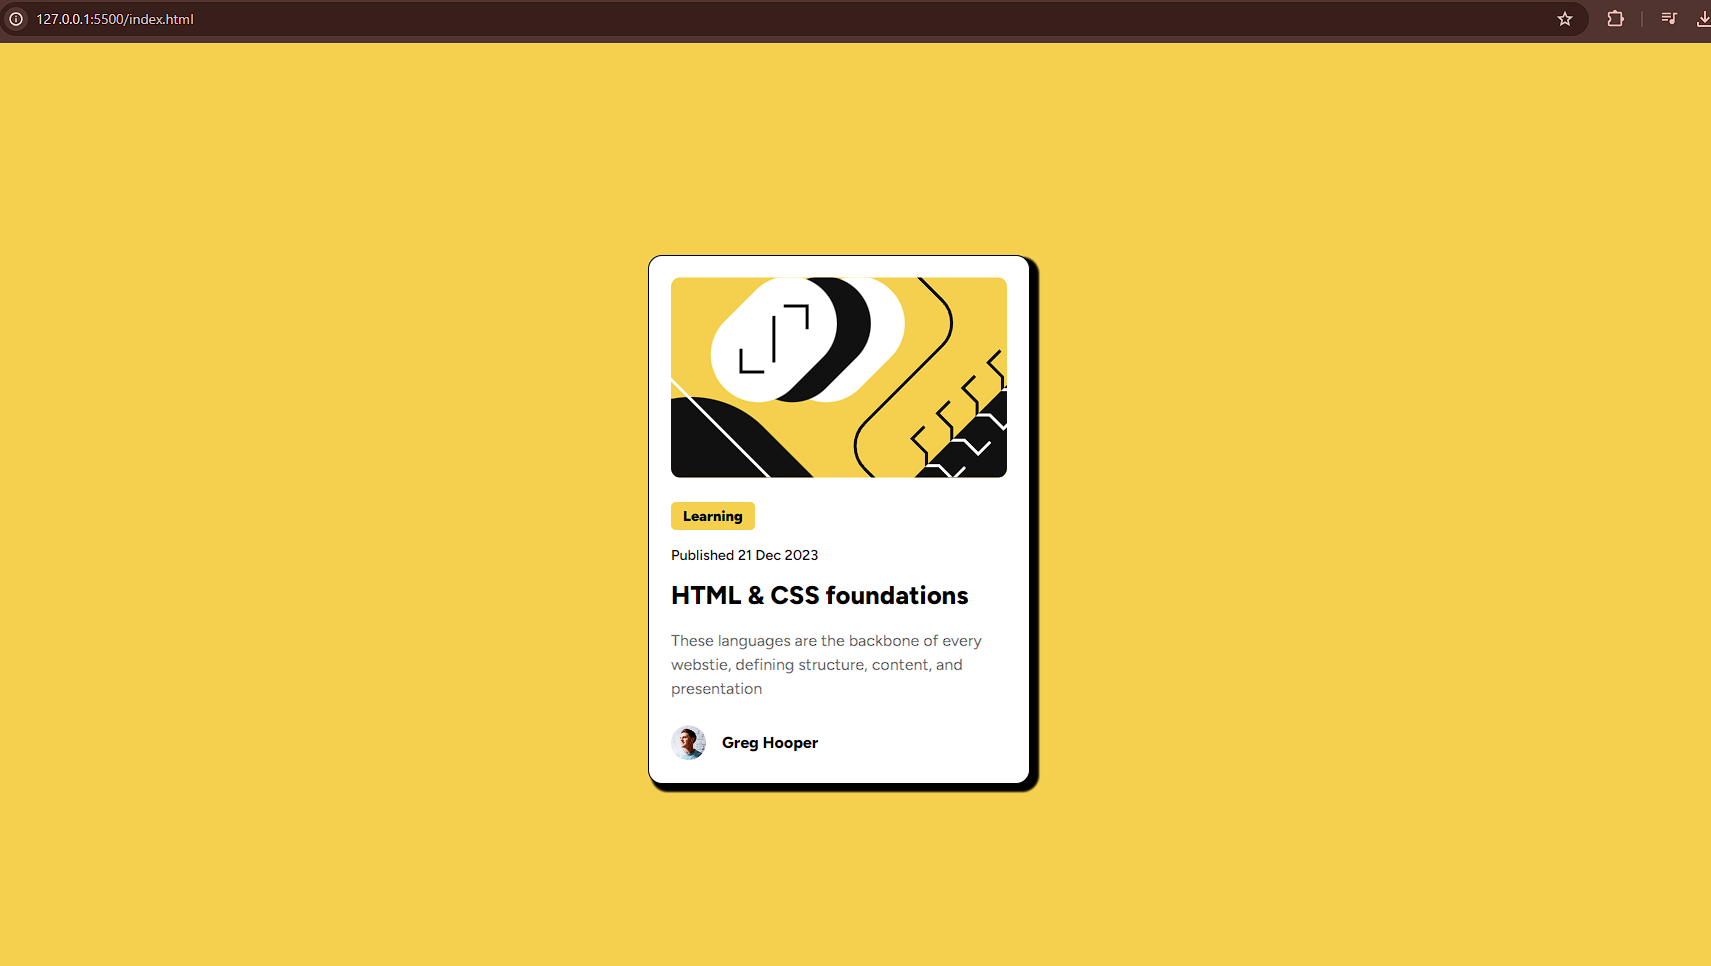 127.0.0.1:5500/index.html
Learning
Published 21 Dec 2023
HTML & CSS foundations
These languages are the backbone of every
webstie, defining structure, content, and
presentation
Greg Hooper